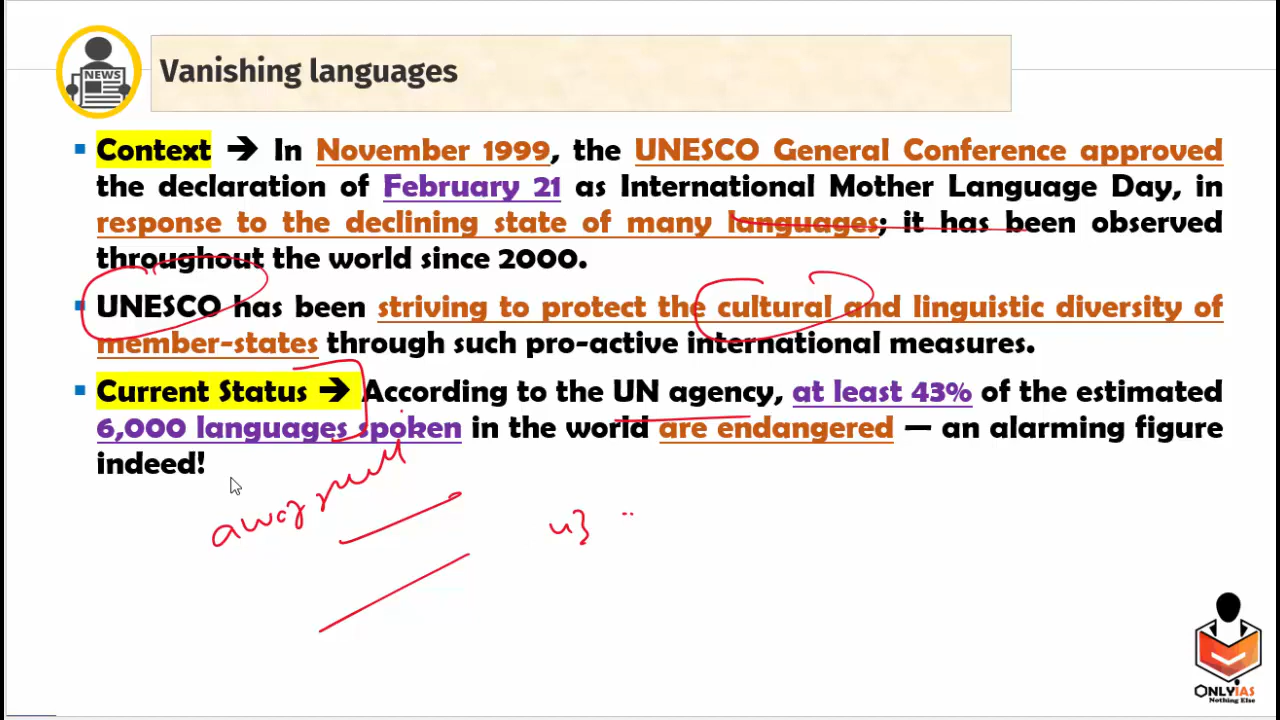 NEWS
Vanishing languages
Context → In November 1999, the UNESCO General Conference approved
the declaration of February 21 as International Mother Language Day, in
response to the declining state of many languages; it has been observed
throughout the world since 2000.
UNESCO has been striving to protect the cultural and linguistic diversity of
member-states through such pro-active international measures.
Current Status → According to the UN agency, at least 43% of the estimated
6,000 languages spoken in the world are endangered — an alarming figure
indeed!
ONLYIAS
Nothing Else